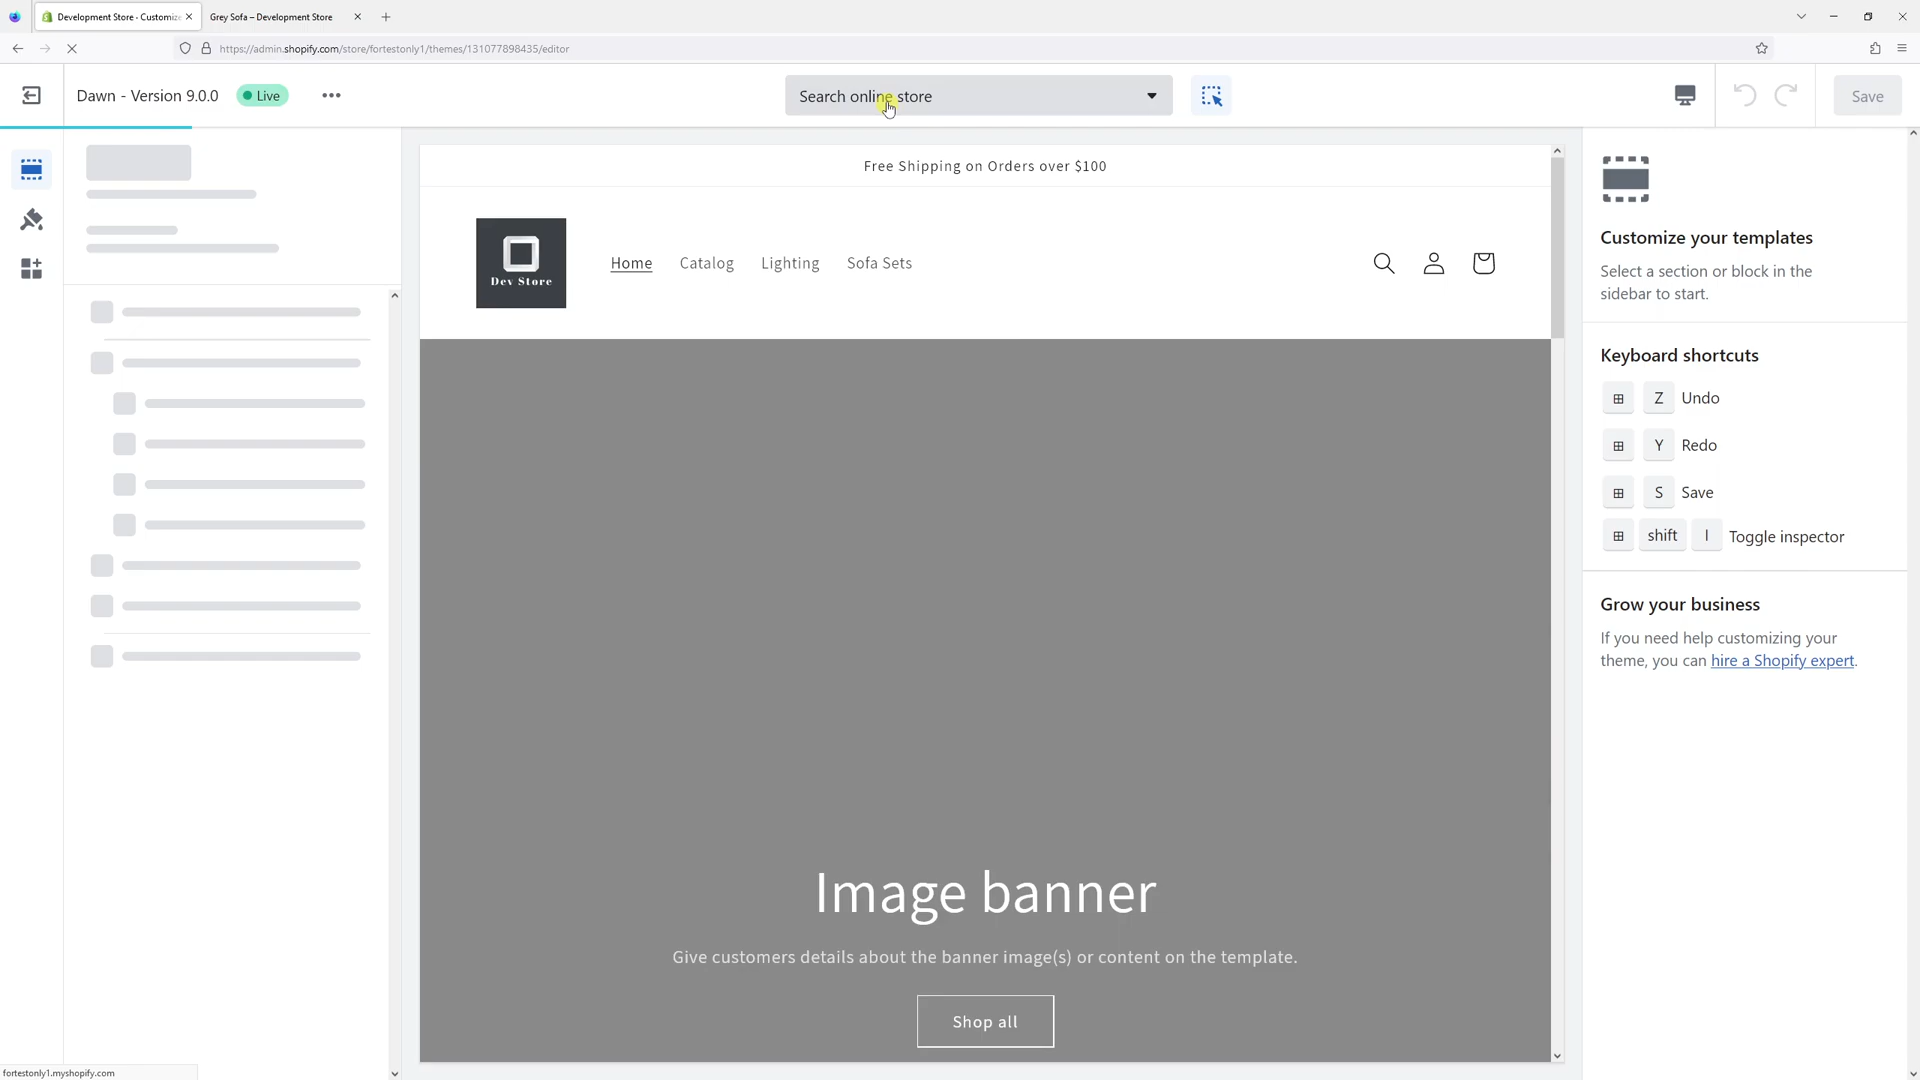 Development Store · Customize
Grey Sofa – Development Store
https://admin.shopify.com/store/fortestonly1/themes/131077898435/editor
Dawn - Version 9.0.0
Live
Search online store
Save
Free Shipping on Orders over $100
Dev Store
Home
Catalog
Lighting
Sofa Sets
Image banner
Give customers details about the banner image(s) or content on the template.
Shop all
Customize your templates
Select a section or block in the
sidebar to start.
Keyboard shortcuts
Z Undo
Y Redo
S Save
shift I Toggle inspector
Grow your business
If you need help customizing your
theme, you can hire a Shopify expert.
fortestonly1.myshopify.com